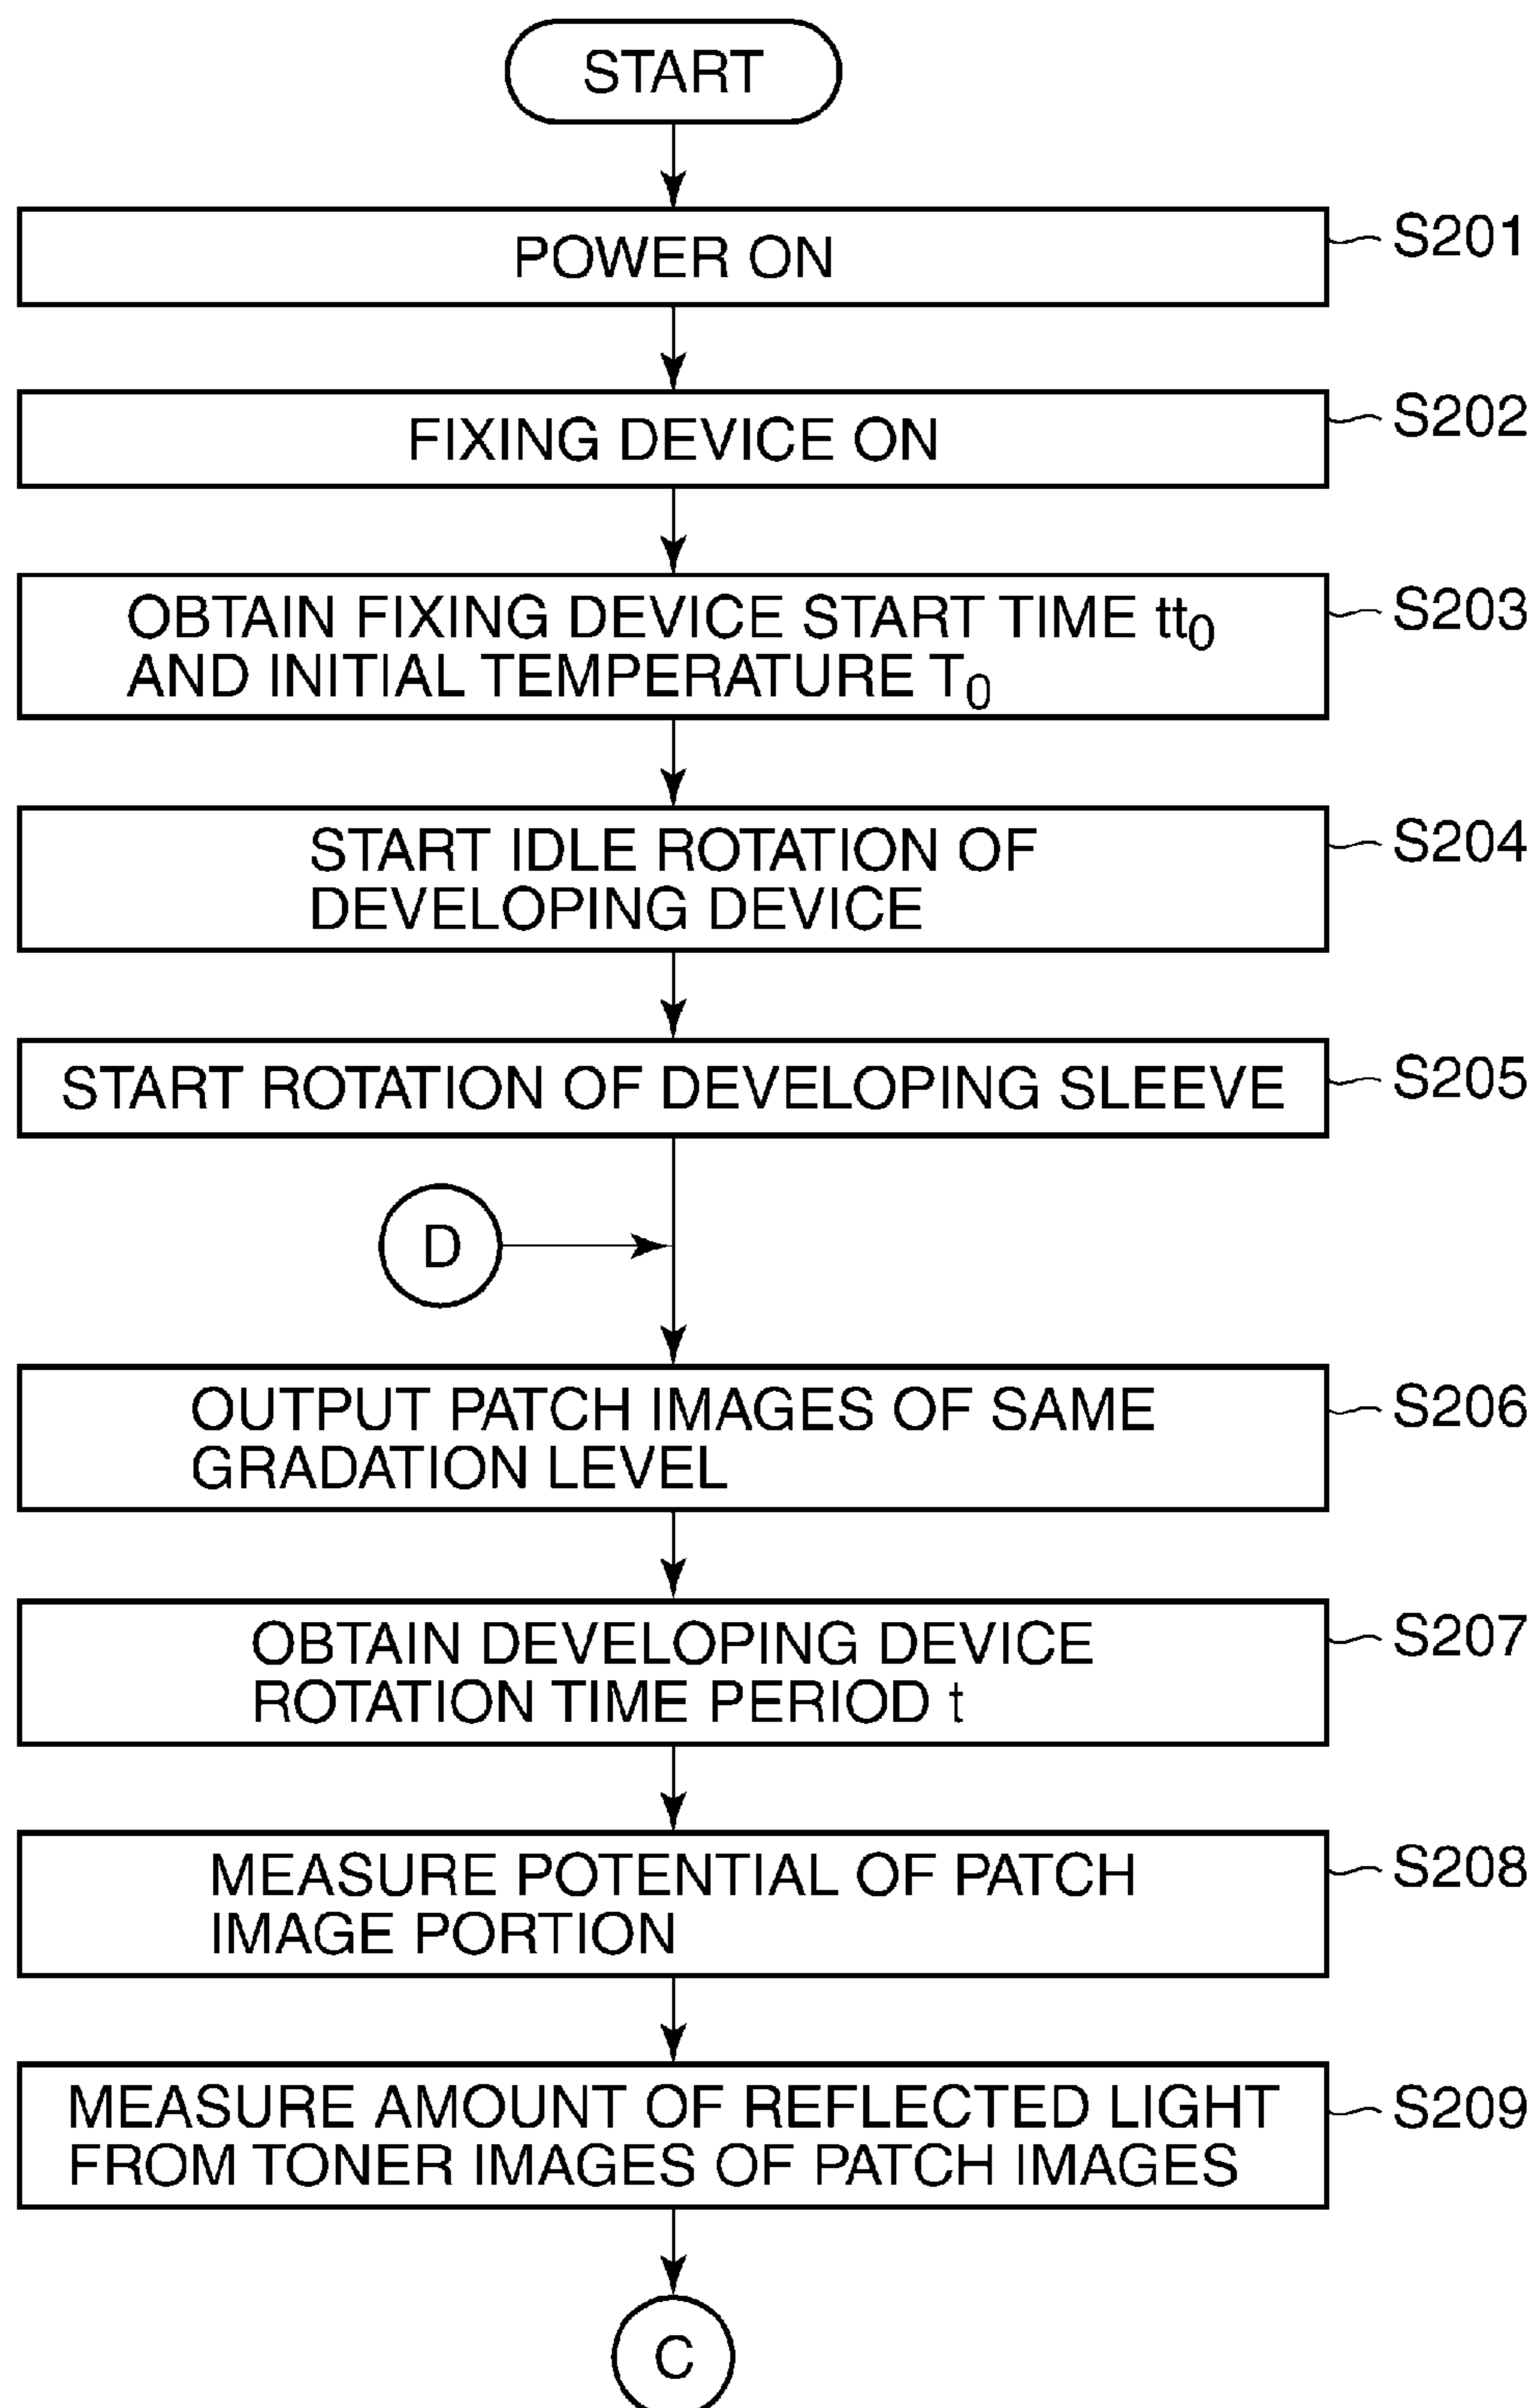 START
POWER ON
S201
FIXING DEVICE ON
S202
OBTAIN FIXING DEVICE START TIME tt0
AND INITIAL TEMPERATURE T0
S203
START IDLE ROTATION OF
DEVELOPING DEVICE
S204
START ROTATION OF DEVELOPING SLEEVE
S205
D
OUTPUT PATCH IMAGES OF SAME
GRADATION LEVEL
S206
OBTAIN DEVELOPING DEVICE
ROTATION TIME PERIOD t
S207
MEASURE POTENTIAL OF PATCH
IMAGE PORTION
S208
MEASURE AMOUNT OF REFLECTED LIGHT
FROM TONER IMAGES OF PATCH IMAGES
S209
C